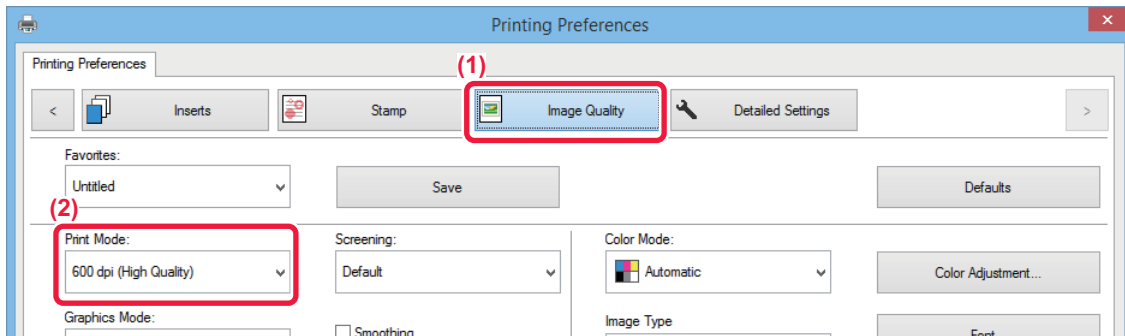 Printing Preferences
Printing Preferences
(1)
< Inserts Stamp Image Quality Detailed Settings >
Favorites:
Untitled Save Defaults
(2)
Print Mode: Screening: Color Mode:
600 dpi (High Quality) Default Automatic Color Adjustment...
Graphics Mode: Smoothing Image Type Font